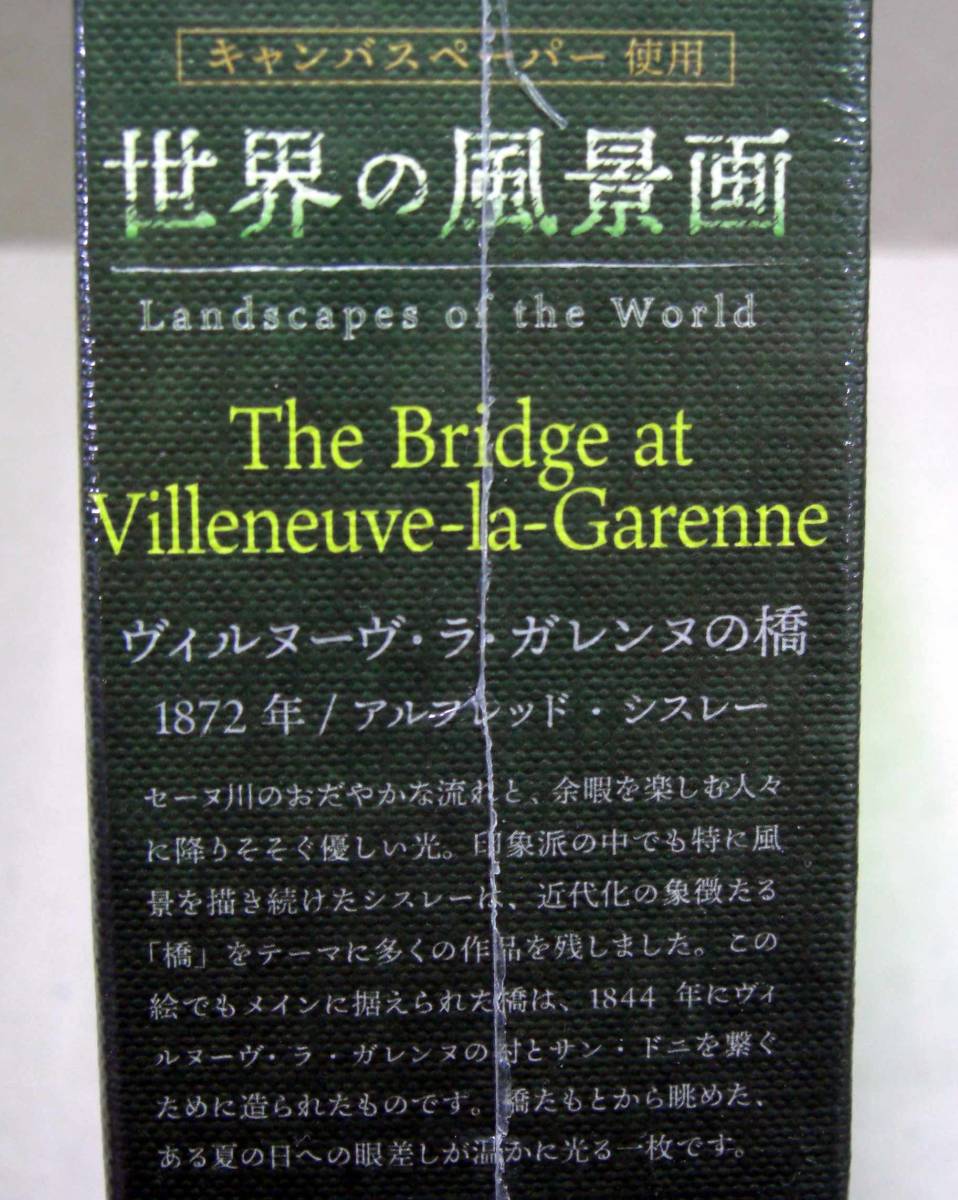 キャンバスペーパー 使用
世界の風景画
Landscapes of the World
The Bridge at
Villeneuve-la-Garenne
ヴィルヌーヴ・ラ・ガレンヌの橋
1872 年 / アルフレッド・シスレー
セーヌ川のおだやかな流れと、余暇を楽しむ人々
に降りそそぐ優しい光。印象派の中でも特に風
景を描き続けたシスレーは、近代化の象徴たる
「橋」をテーマに多くの作品を残しました。この
絵でもメインに据えられた橋は、1844 年にヴィ
ルヌーヴ・ラ・ガレンヌの村とサン・ドニを繋ぐ
ために造られたものです。橋たもとから眺めた、
ある夏の日への眼差しが温かに光る一枚です。